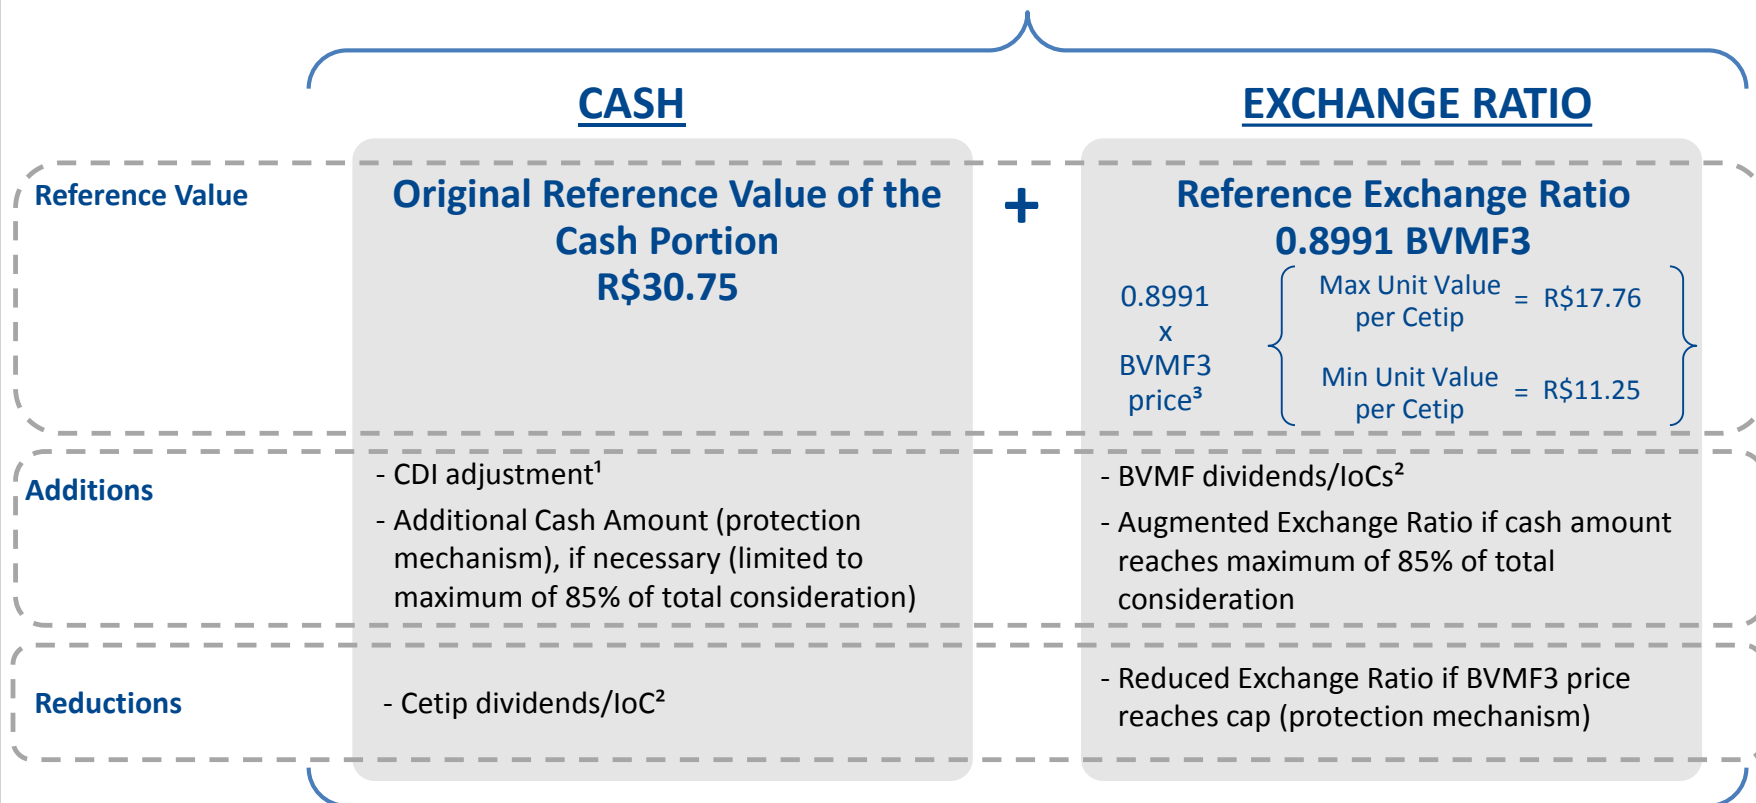 CASH
EXCHANGE RATIO
Reference Value
Original Reference Value of the
Cash Portion
R$30.75
+
Reference Exchange Ratio
0.8991 BVMF3
0.8991
x
BVMF3
price³
Max Unit Value
per Cetip
= R$17.76
Min Unit Value
per Cetip
= R$11.25
Additions
- CDI adjustment¹
- Additional Cash Amount (protection
mechanism), if necessary (limited to
maximum of 85% of total consideration)
- BVMF dividends/IoCs²
- Augmented Exchange Ratio if cash amount
reaches maximum of 85% of total
consideration
Reductions
- Cetip dividends/IoC²
- Reduced Exchange Ratio if BVMF3 price
reaches cap (protection mechanism)